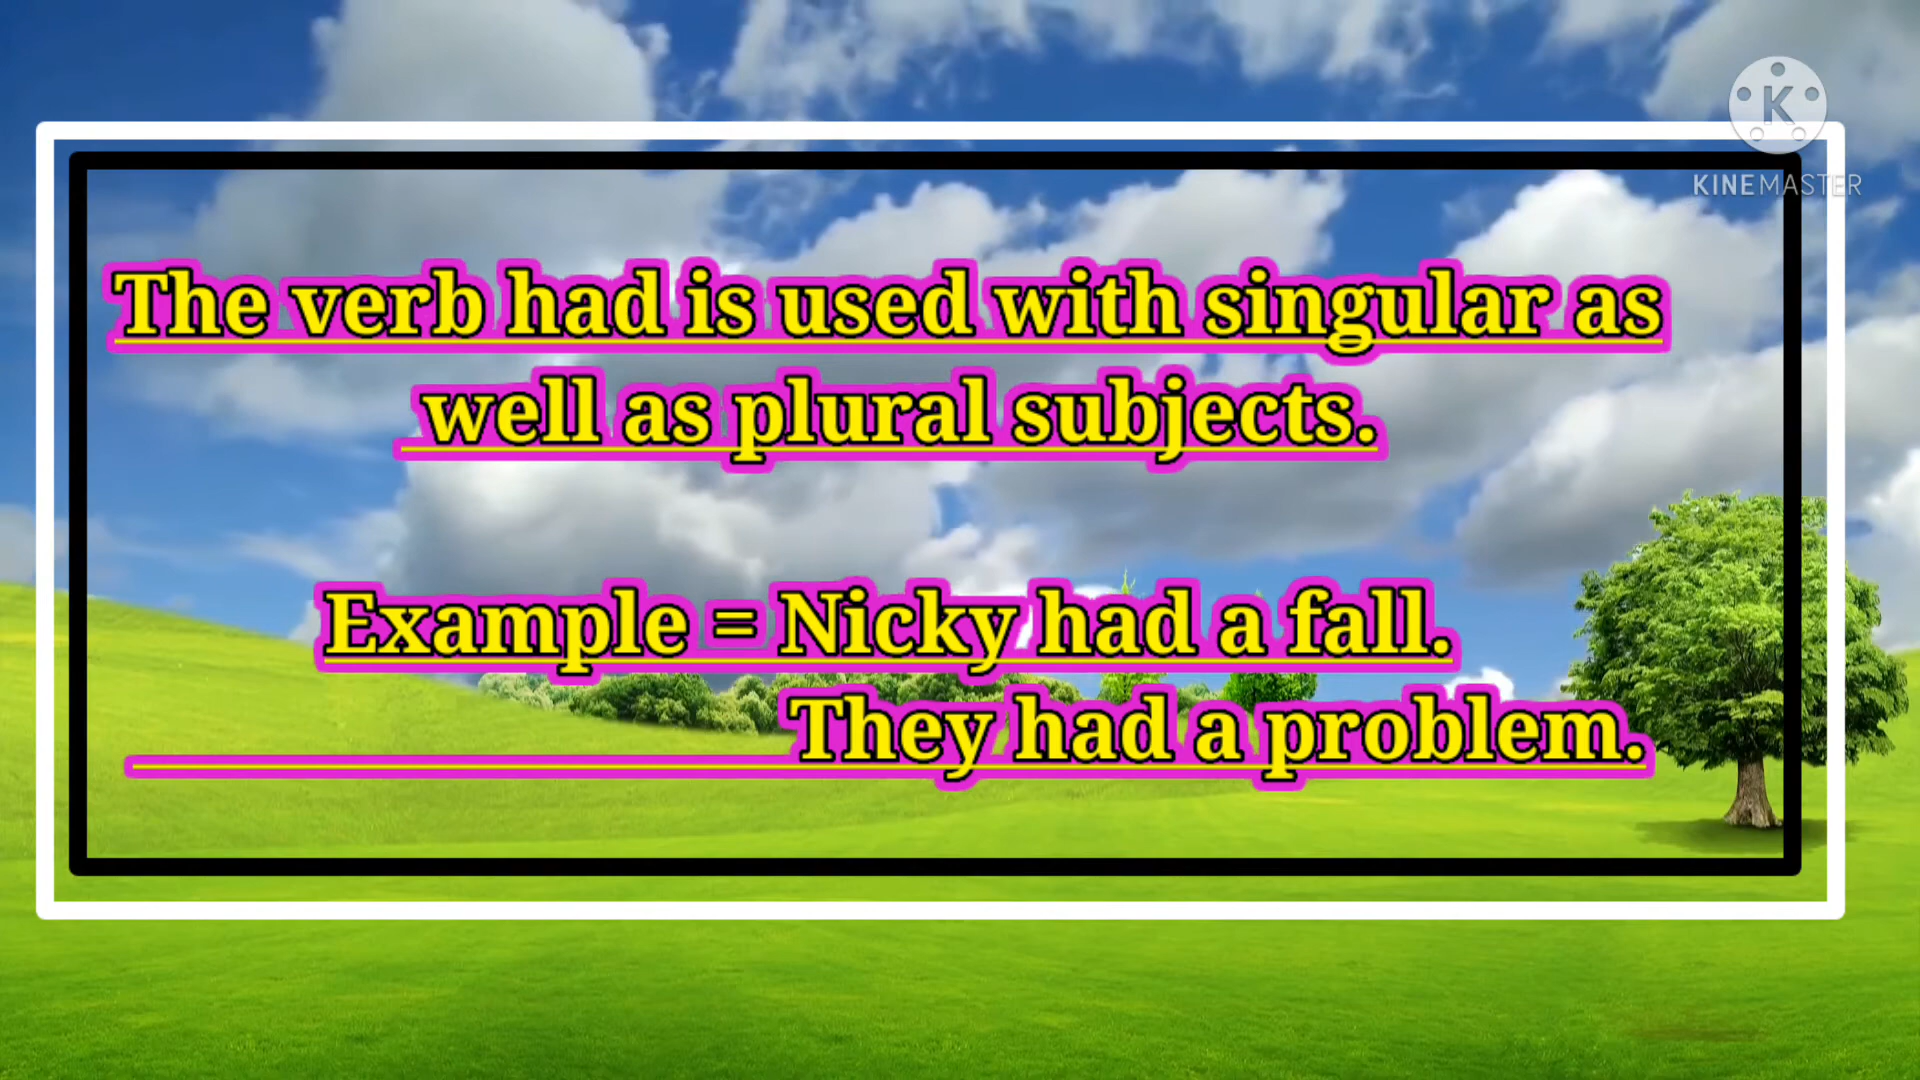 K
KINEMASTER
The verb had is used with singular as
well as plural subjects.
Example = Nicky had a fall.
They had a problem.